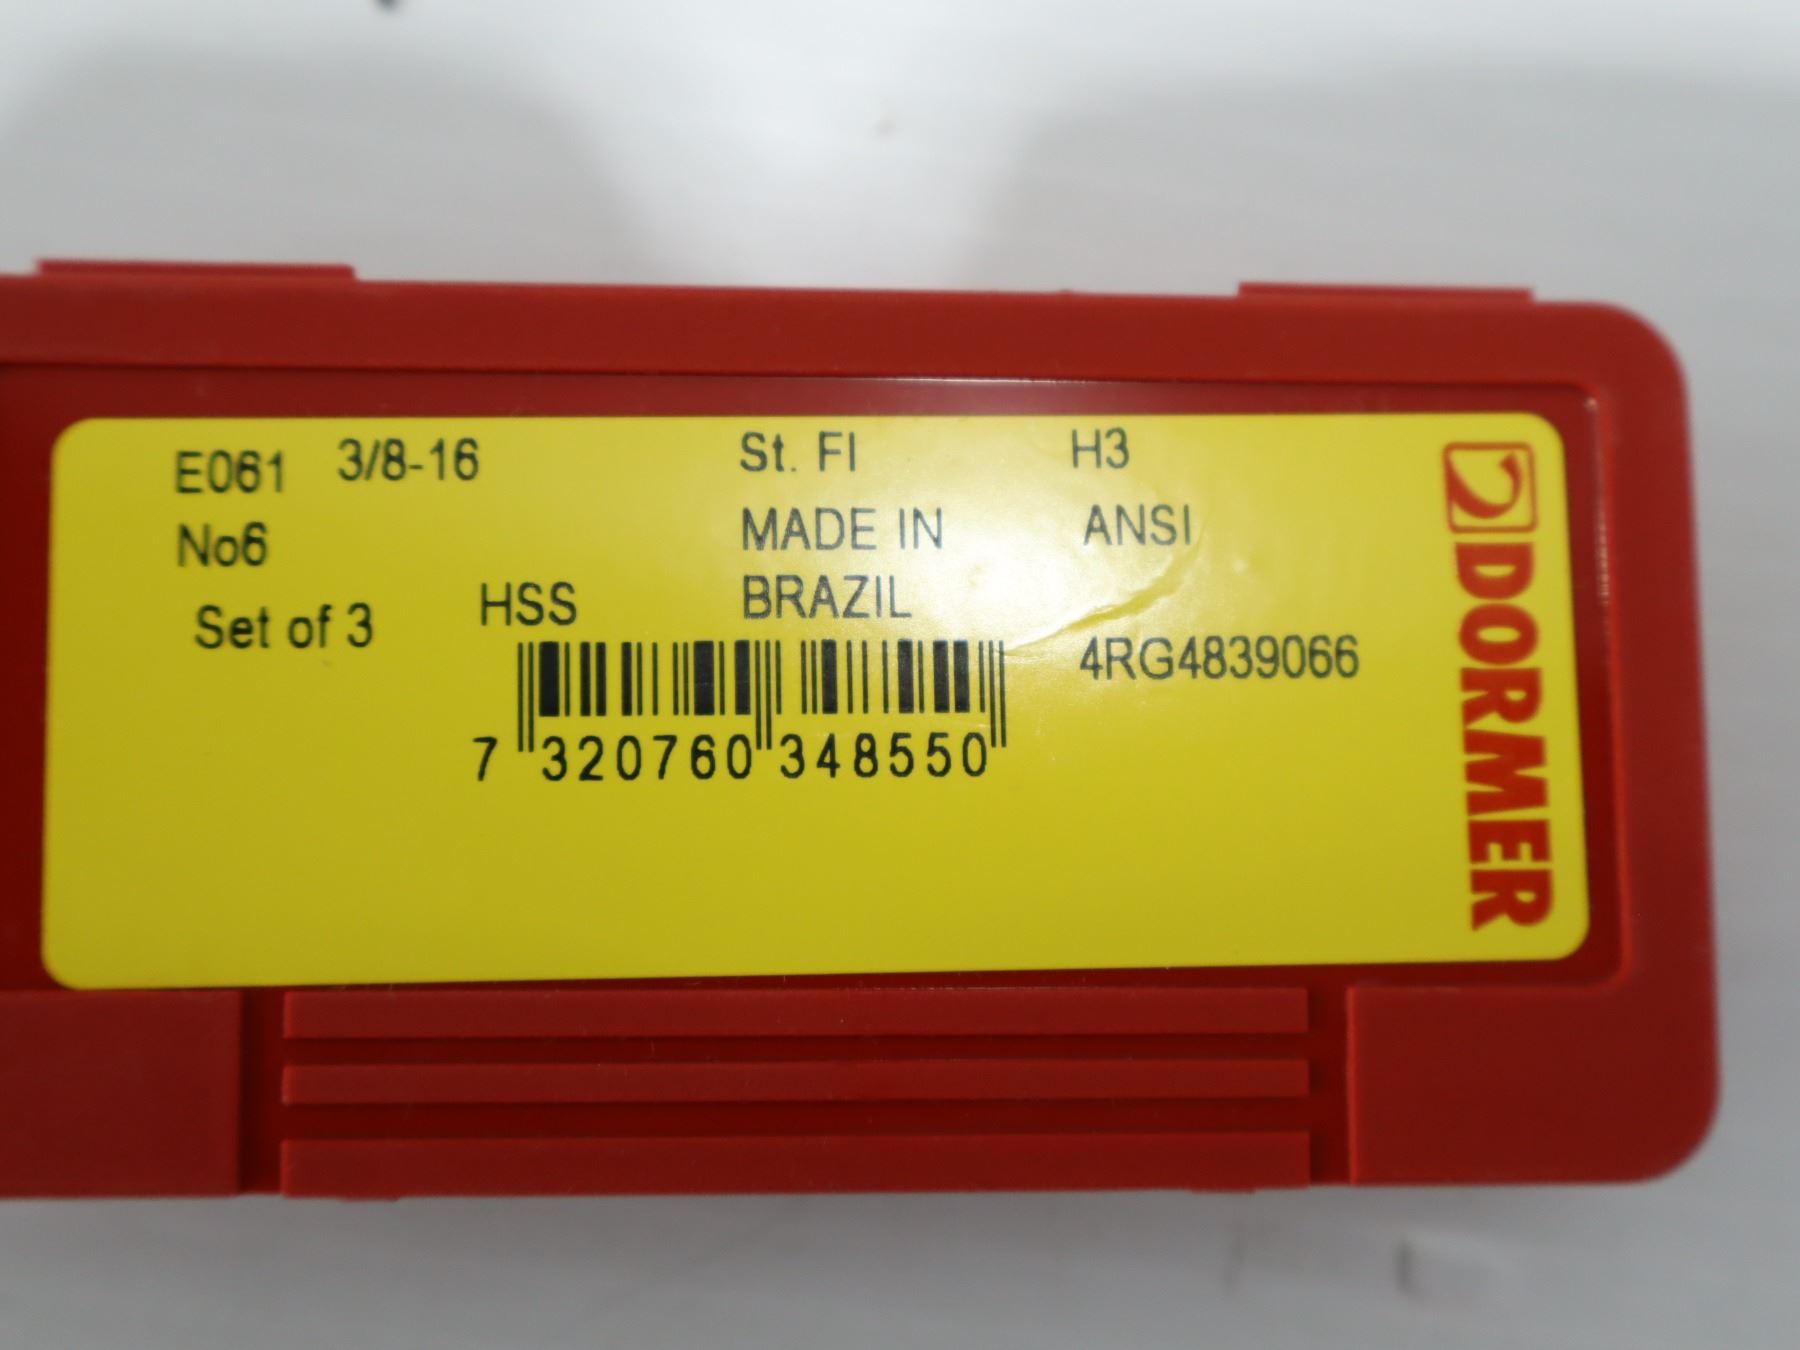 E061 3/8-16 St. FI H3
No6 MADE IN ANSI
Set of 3 HSS BRAZIL
4RG4839066
7 320760 348550
DORMER